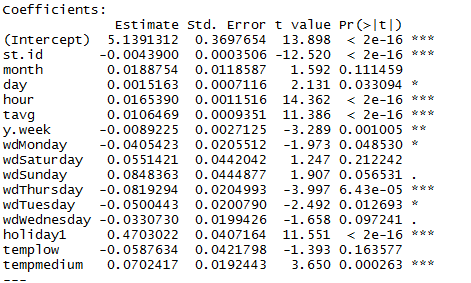 Coefficients:
Estimate Std. Error t value Pr(>|t|)
(Intercept) 5.1391312 0.3697654 13.898 < 2e-16 ***
st.id -0.0043900 0.0003506 -12.520 < 2e-16 ***
month 0.0188754 0.0118587 1.592 0.111459
day 0.0015163 0.0007116 2.131 0.033094 *
hour 0.0165390 0.0011516 14.362 < 2e-16 ***
tavg 0.0106469 0.0009351 11.386 < 2e-16 ***
y.week -0.0089225 0.0027125 -3.289 0.001005 **
wdMonday -0.0405423 0.0205512 -1.973 0.048530 *
wdSaturday 0.0551421 0.0442042 1.247 0.212242
wdSunday 0.0848363 0.0444877 1.907 0.056531 .
wdThursday -0.0819294 0.0204993 -3.997 6.43e-05 ***
wdTuesday -0.0500443 0.0200790 -2.492 0.012693 *
wdWednesday -0.0330730 0.0199426 -1.658 0.097241 .
holiday1 0.4703022 0.0407164 11.551 < 2e-16 ***
templow -0.0587634 0.0421798 -1.393 0.163577
tempmedium 0.0702417 0.0192443 3.650 0.000263 ***
---